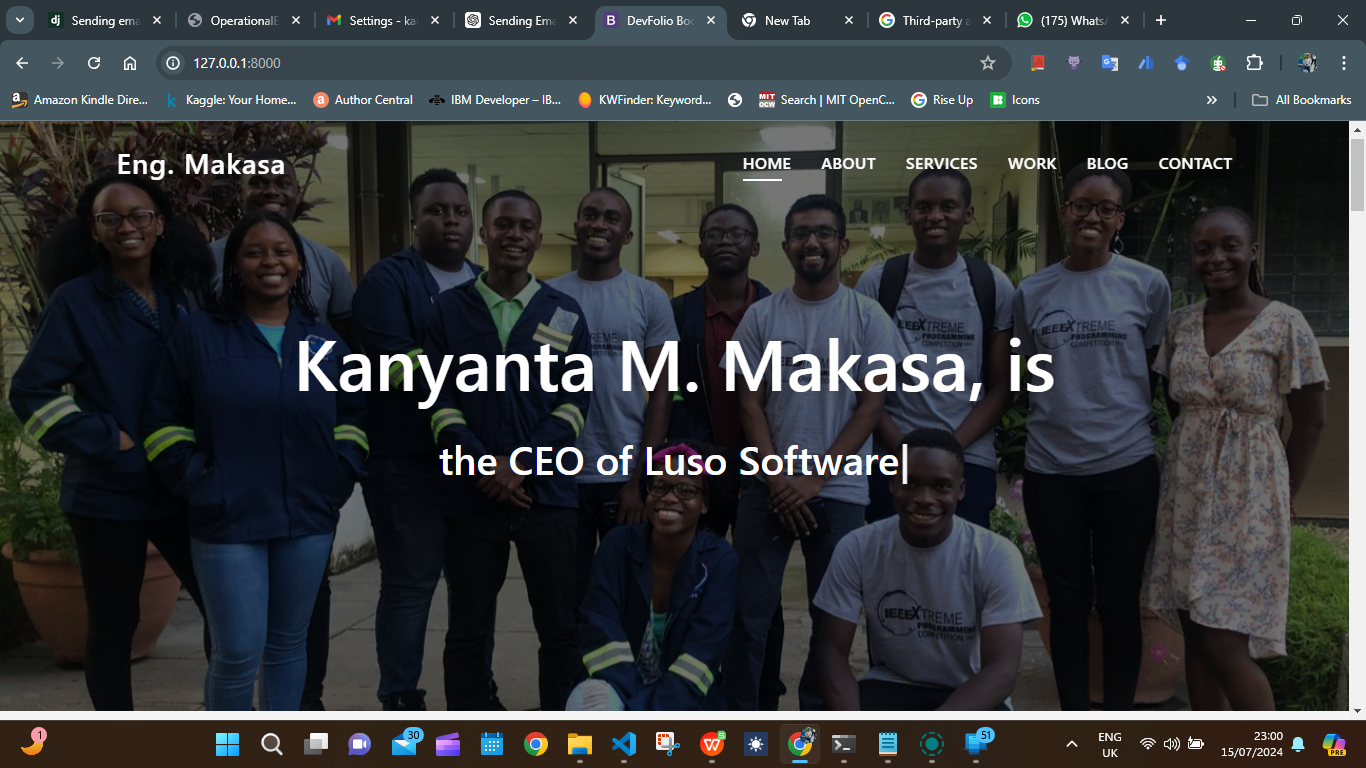 Sending ema
OperationalE
Settings - ka
Sending Ema
DevFolio Boo
New Tab
Third-party a
(175) WhatsA
127.0.0.1:8000
Amazon Kindle Dire...
Kaggle: Your Home...
Author Central
IBM Developer – IB...
KWFinder: Keyword...
Search | MIT OpenC...
Rise Up
Icons
All Bookmarks
Eng. Makasa
HOME
ABOUT
SERVICES
WORK
BLOG
CONTACT
Kanyanta M. Makasa, is
the CEO of Luso Software
IEEEXTREME
PROGRAMMING
COMPETITION
IEEEXTREME
PROGRAMMING
COMPETITION
1
30
51
ENG
UK
23:00
15/07/2024
PRE